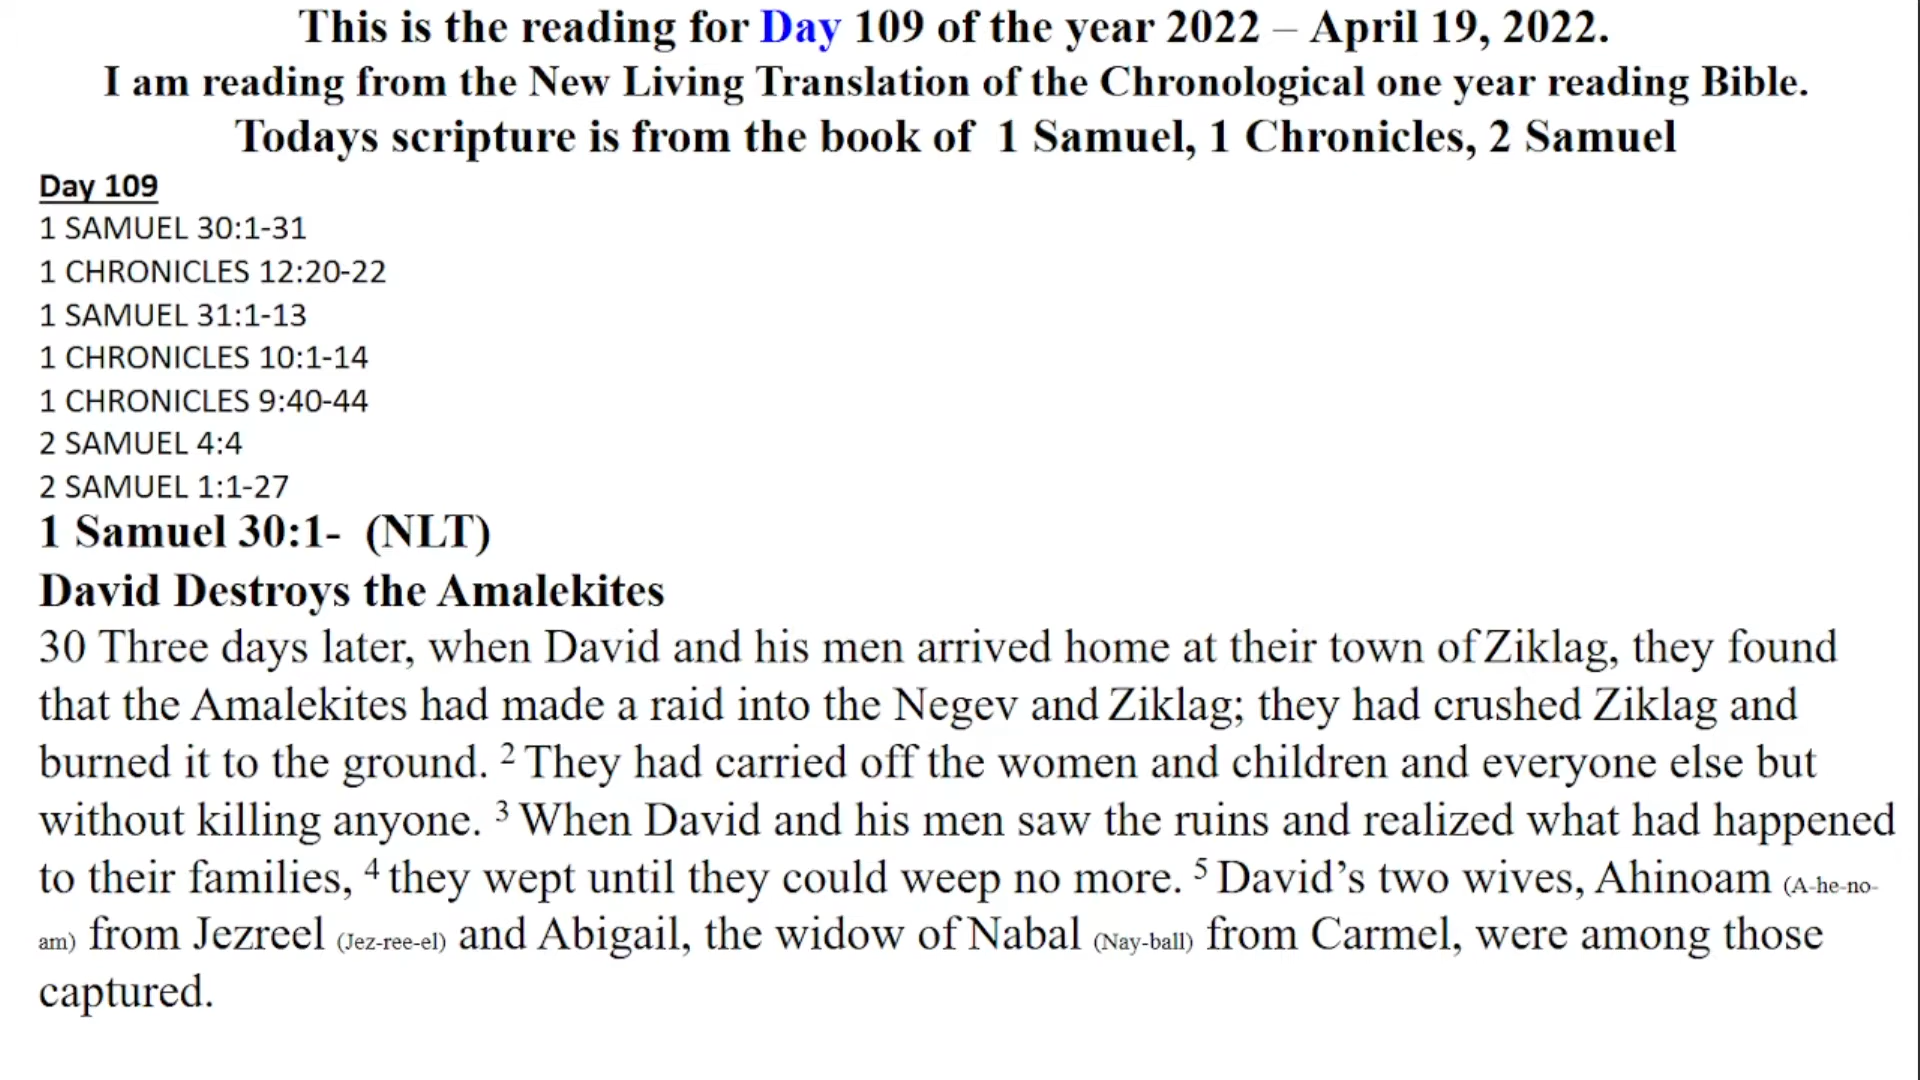 This is the reading for Day 109 of the year 2022 – April 19, 2022.
I am reading from the New Living Translation of the Chronological one year reading Bible.
Todays scripture is from the book of 1 Samuel, 1 Chronicles, 2 Samuel
Day 109
1 SAMUEL 30:1-31
1 CHRONICLES 12:20-22
1 SAMUEL 31:1-13
1 CHRONICLES 10:1-14
1 CHRONICLES 9:40-44
2 SAMUEL 4:4
2 SAMUEL 1:1-27
1 Samuel 30:1- (NLT)
David Destroys the Amalekites
30 Three days later, when David and his men arrived home at their town of Ziklag, they found
that the Amalekites had made a raid into the Negev and Ziklag; they had crushed Ziklag and
burned it to the ground. 2 They had carried off the women and children and everyone else but
without killing anyone. 3 When David and his men saw the ruins and realized what had happened
to their families, 4 they wept until they could weep no more. 5 David’s two wives, Ahinoam (A-he-no-
am) from Jezreel (Jez-ree-el) and Abigail, the widow of Nabal (Nay-ball) from Carmel, were among those
captured.